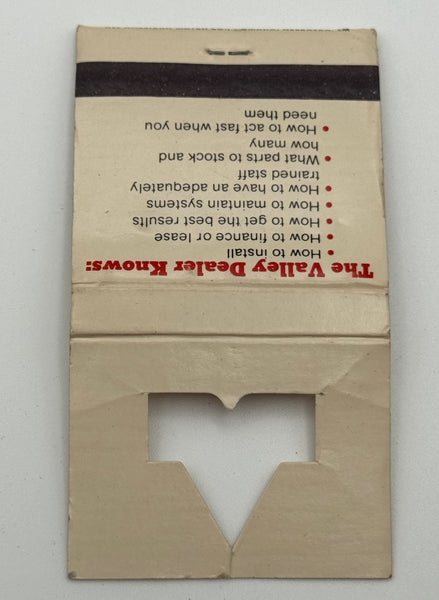 The Valley Dealer Knows:
• How to install
• How to finance or lease
• How to get the best results
• How to maintain systems
• How to have an adequately
trained staff
• What parts to stock and
how many
• How to act fast when you
need them